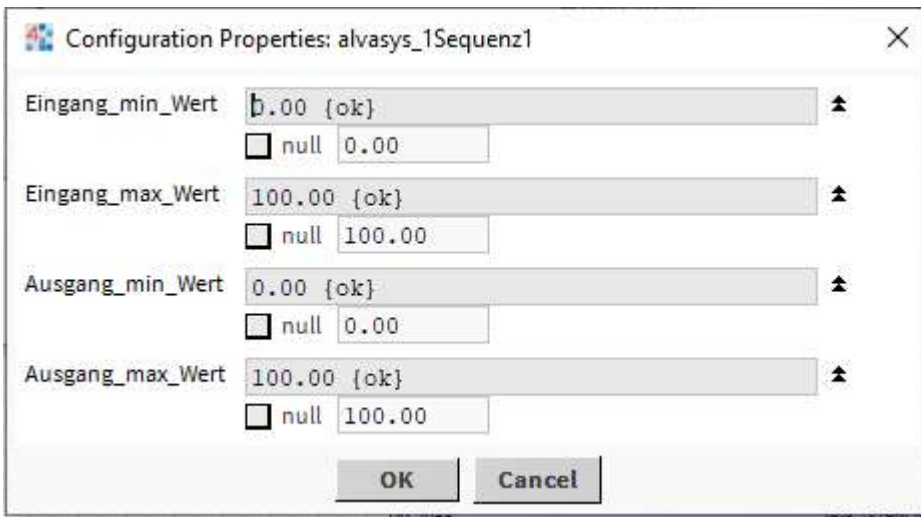 Configuration Properties: alvasys_1Sequenz1
Eingang_min_Wert 0.00 {ok}
null 0.00
Eingang_max_Wert 100.00 {ok}
null 100.00
Ausgang_min_Wert 0.00 {ok}
null 0.00
Ausgang_max_Wert 100.00 {ok}
null 100.00
OK Cancel